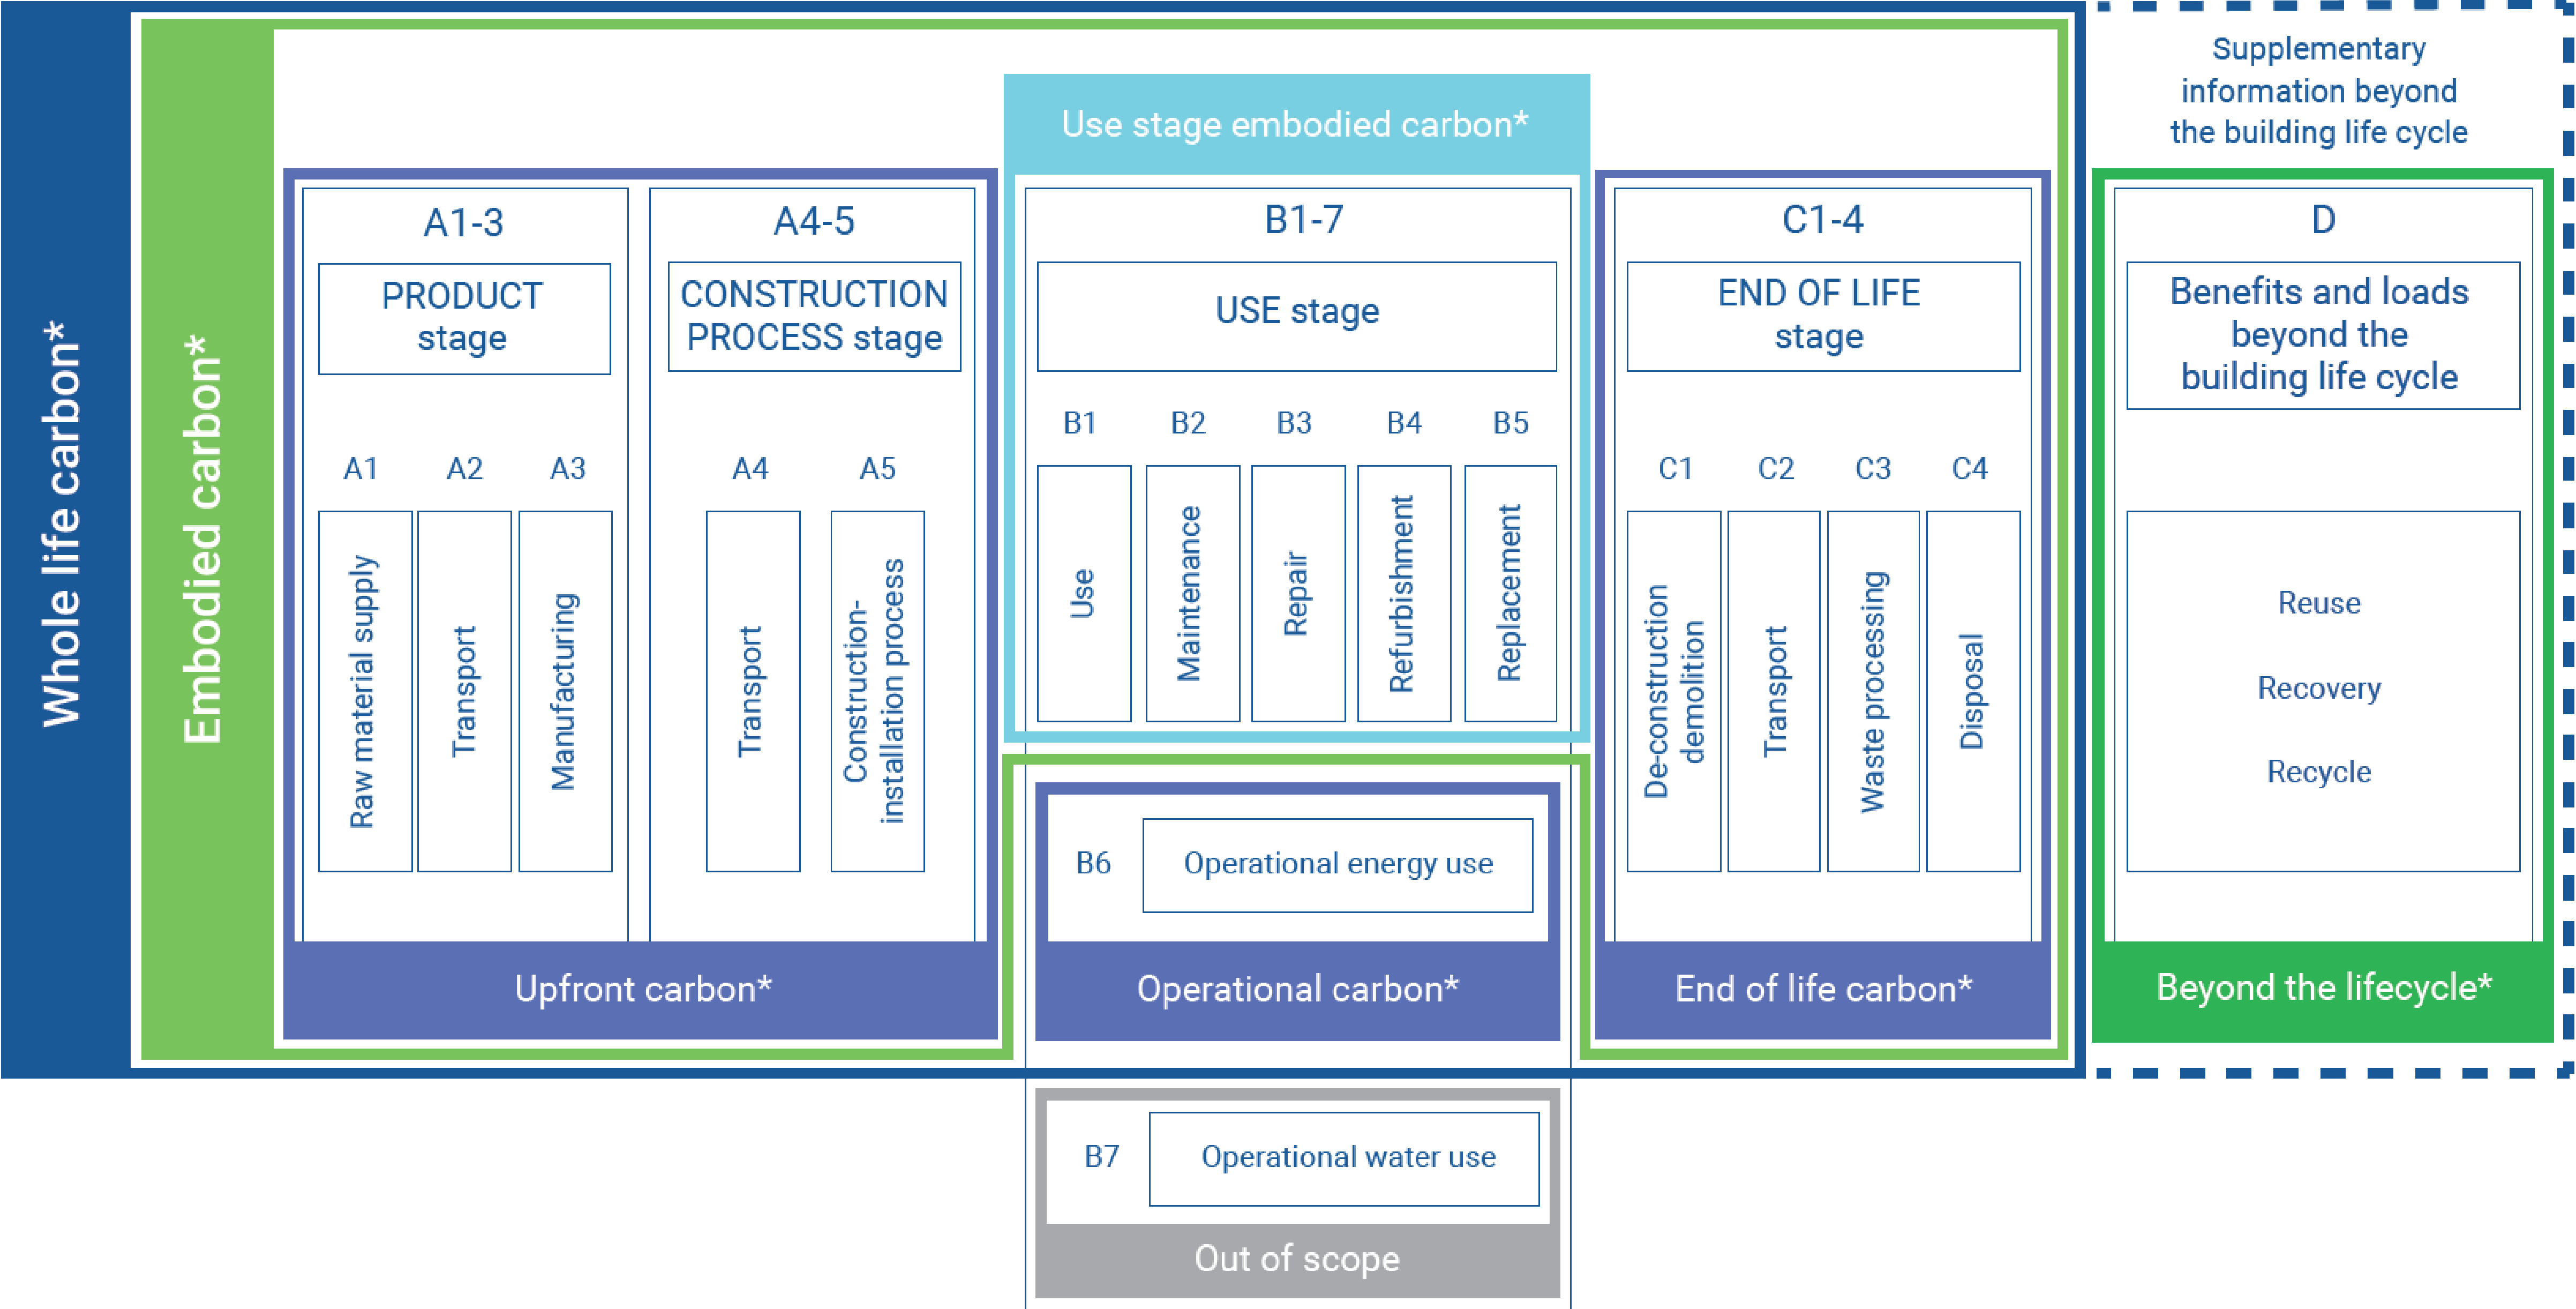 Whole life carbon*
Embodied carbon*
Supplementary
information beyond
the building life cycle
Use stage embodied carbon*
A1-3
PRODUCT
stage
A1
A2
A3
Raw material supply
Transport
Manufacturing
A4-5
CONSTRUCTION
PROCESS stage
A4
A5
Transport
Construction-
installation process
Upfront carbon*
B1-7
USE stage
B1
B2
B3
B4
B5
Use
Maintenance
Repair
Refurbishment
Replacement
B6
Operational energy use
Operational carbon*
B7
Operational water use
Out of scope
C1-4
END OF LIFE
stage
C1
C2
C3
C4
De-construction
demolition
Transport
Waste processing
Disposal
End of life carbon*
D
Benefits and loads
beyond the
building life cycle
Reuse
Recovery
Recycle
Beyond the lifecycle*